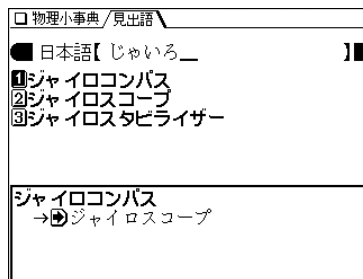 物理小事典／見出語
日本語【じゃいろ＿ 】
1ジャイロコンパス
2ジャイロスコープ
3ジャイロスタビライザー
ジャイロコンパス
→ジャイロスコープ